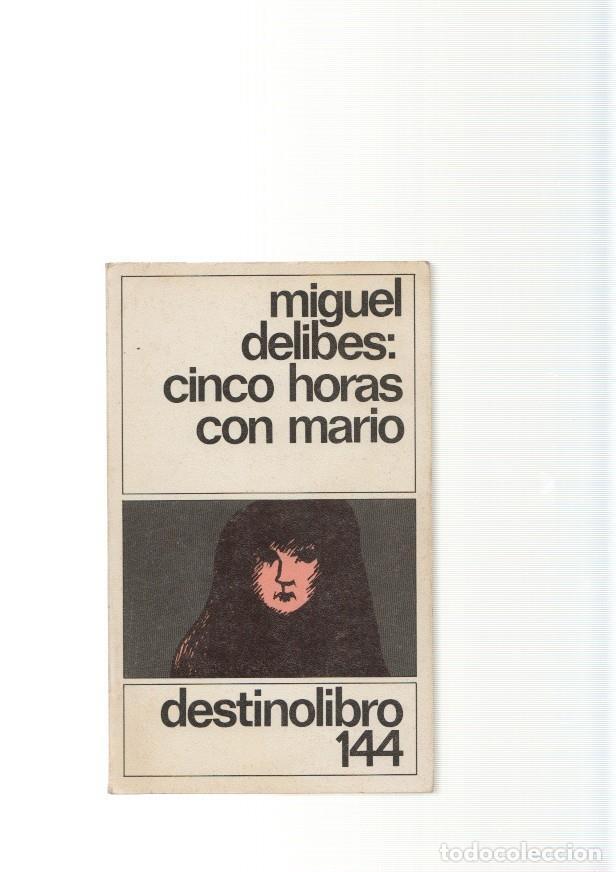 miguel
delibes:
cinco horas
con mario
destinolibro
144
todocoleccion